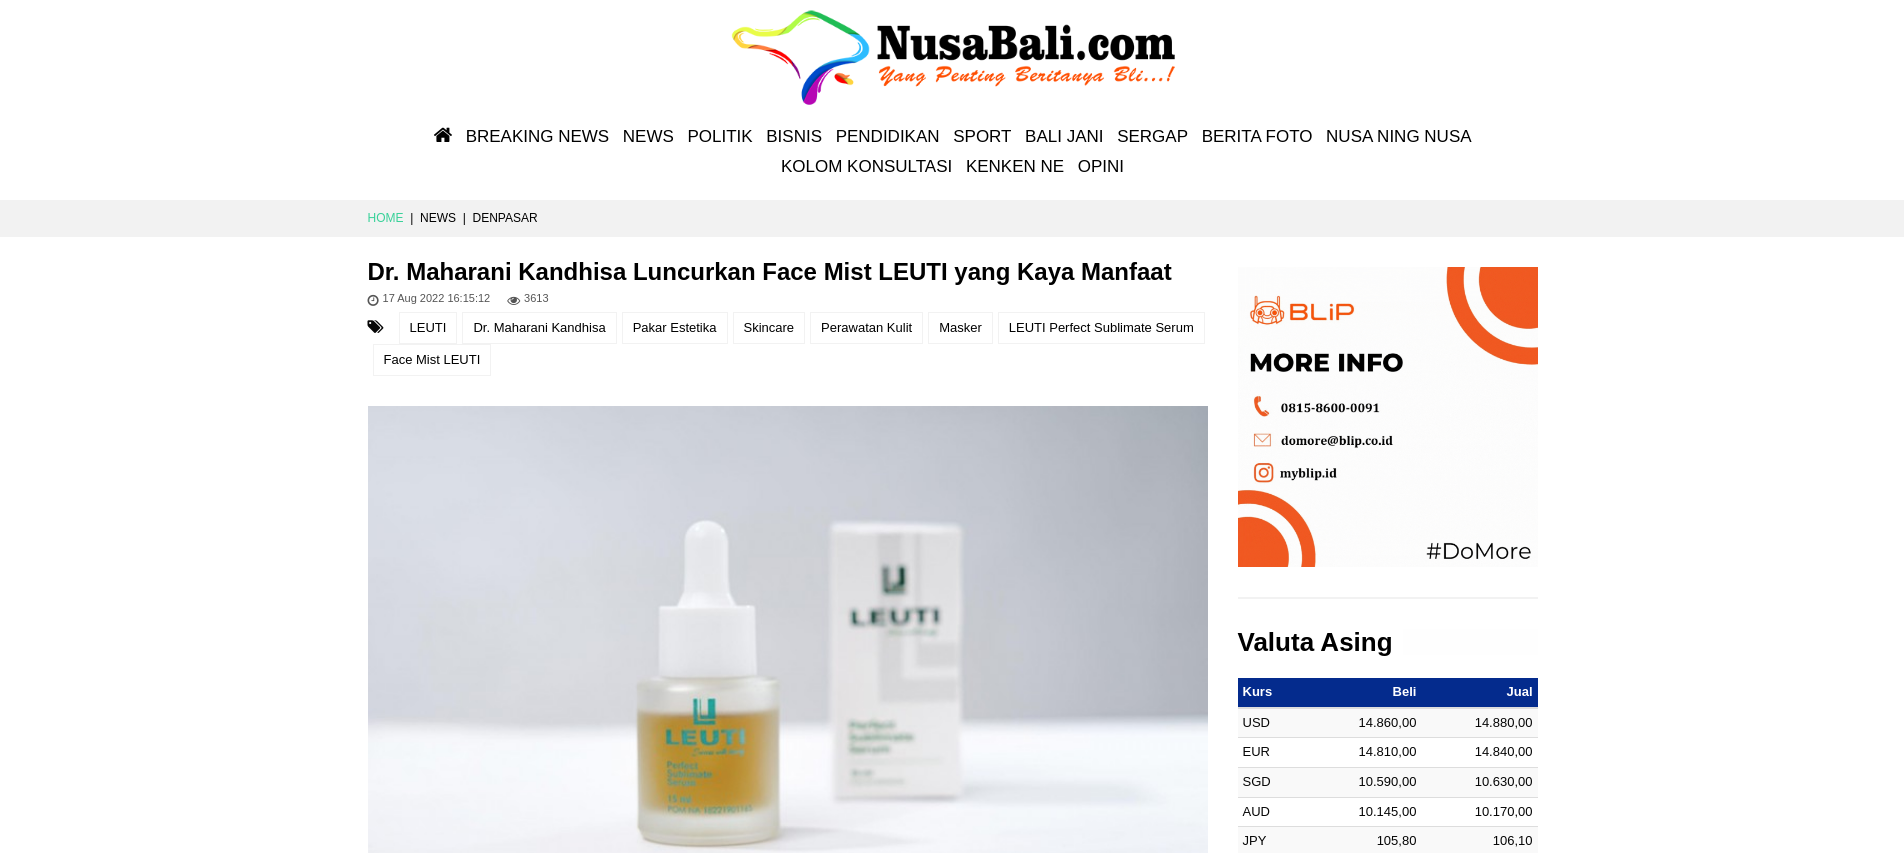 NusaBali.com
Yang Penting Beritanya Bli...!
BREAKING NEWS NEWS POLITIK BISNIS PENDIDIKAN SPORT BALI JANI SERGAP BERITA FOTO NUSA NING NUSA
KOLOM KONSULTASI KENKEN NE OPINI
HOME | NEWS | DENPASAR
Dr. Maharani Kandhisa Luncurkan Face Mist LEUTI yang Kaya Manfaat
17 Aug 2022 16:15:12 3613
LEUTI Dr. Maharani Kandhisa Pakar Estetika Skincare Perawatan Kulit Masker LEUTI Perfect Sublimate Serum
Face Mist LEUTI
LEUTI
Perfect
Sublimate
Serum
15 ml
LEUTI
Perfect
Sublimate
Serum
BLiP
MORE INFO
0815-8600-0091
domore@blip.co.id
myblip.id
#DoMore
Valuta Asing
Kurs Beli Jual
USD 14.860,00 14.880,00
EUR 14.810,00 14.840,00
SGD 10.590,00 10.630,00
AUD 10.145,00 10.170,00
JPY 105,80 106,10